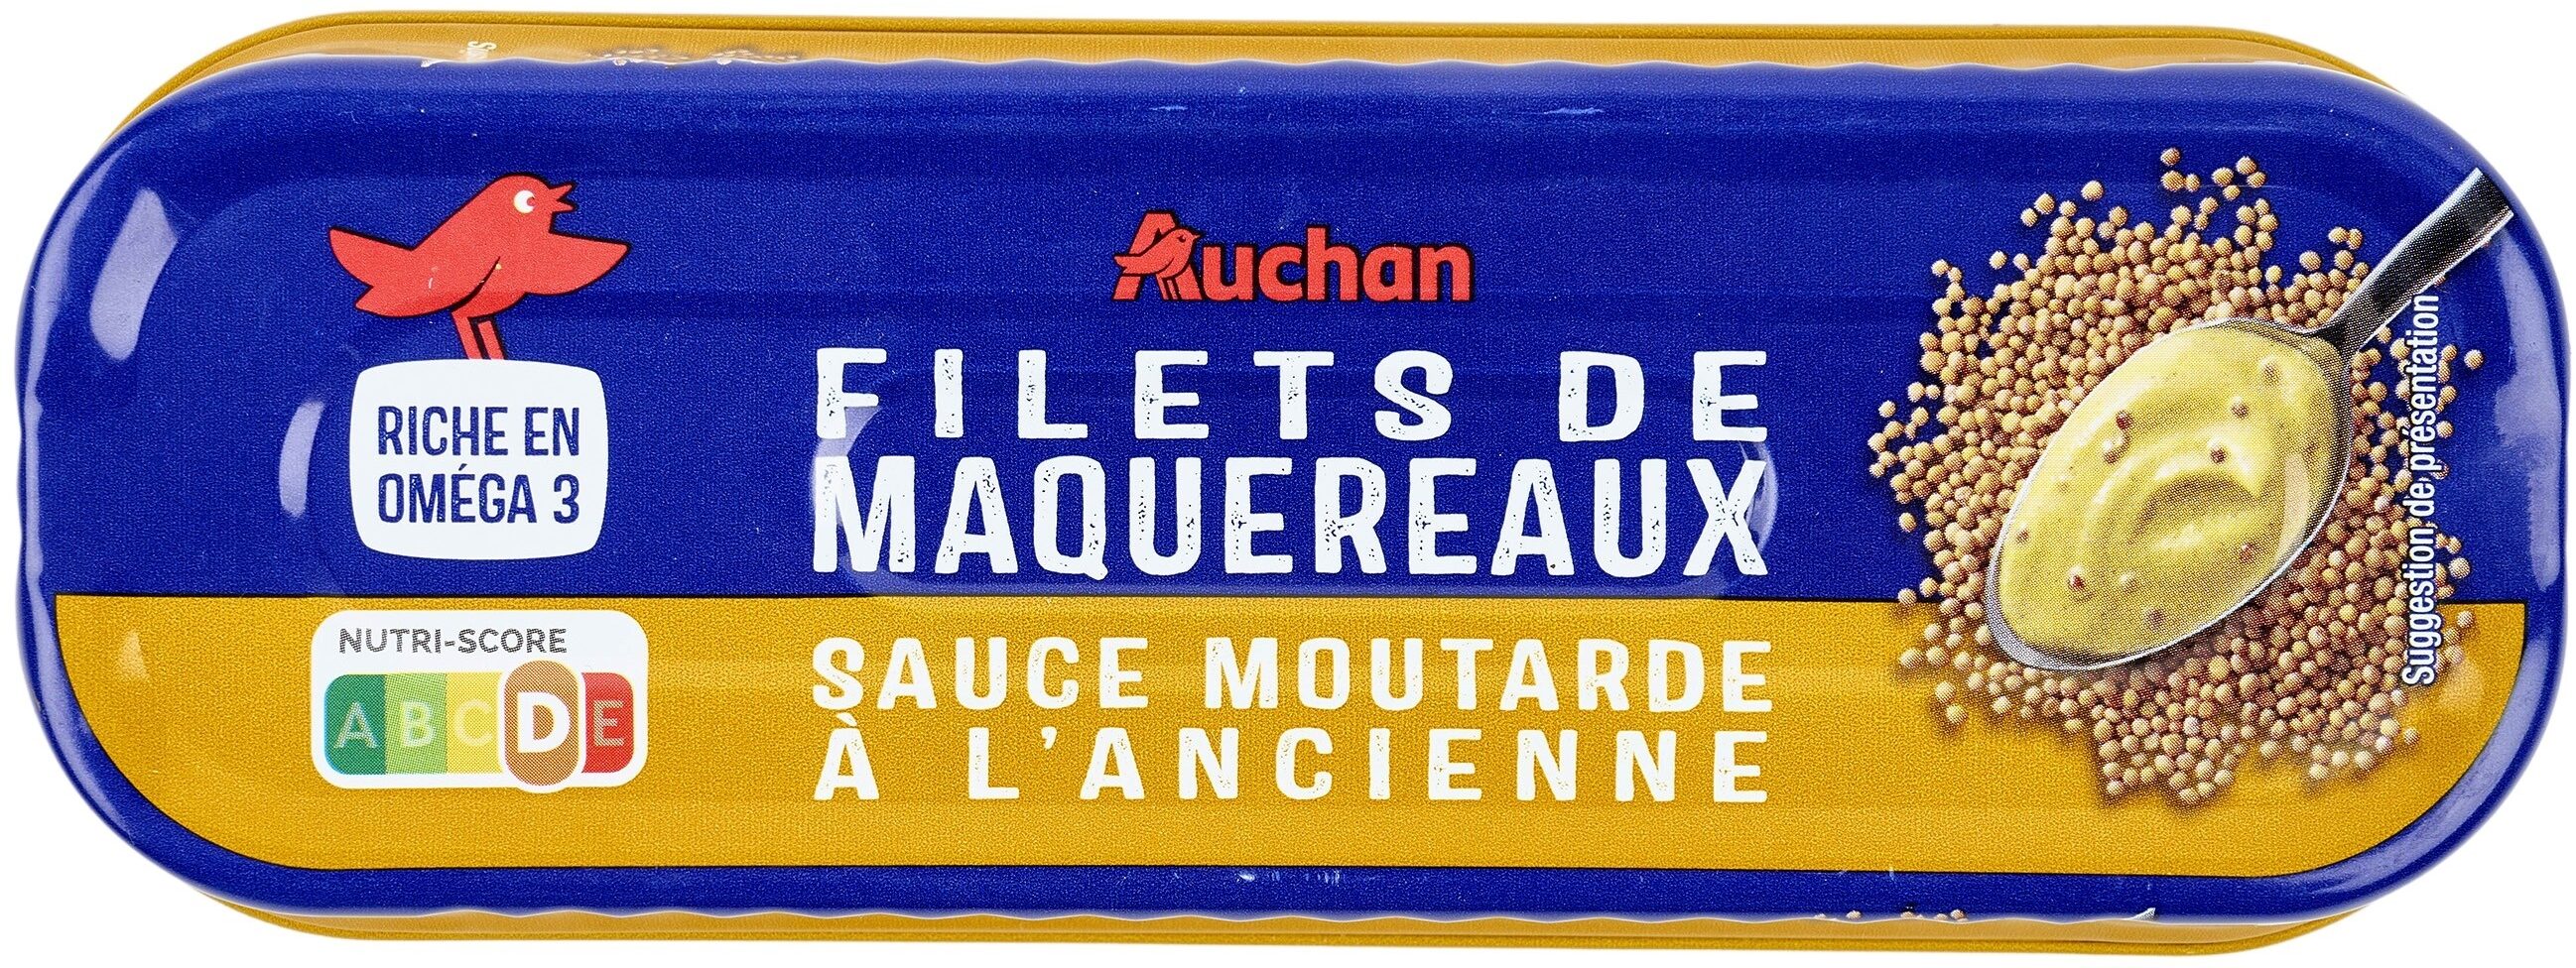 Auchan
RICHE EN
OMÉGA 3
FILETS DE
MAQUEREAUX
NUTRI-SCORE
A B C D E
SAUCE MOUTARDE
À L'ANCIENNE
Suggestion de présentation